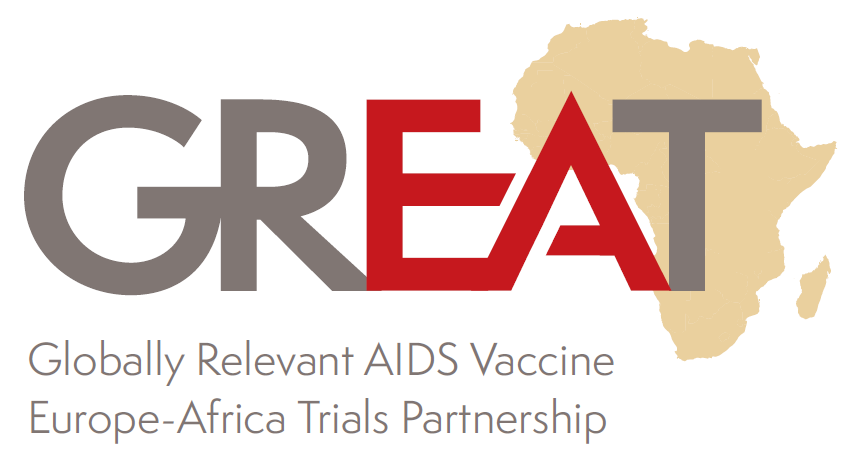 GREAT
Globally Relevant AIDS Vaccine
Europe-Africa Trials Partnership